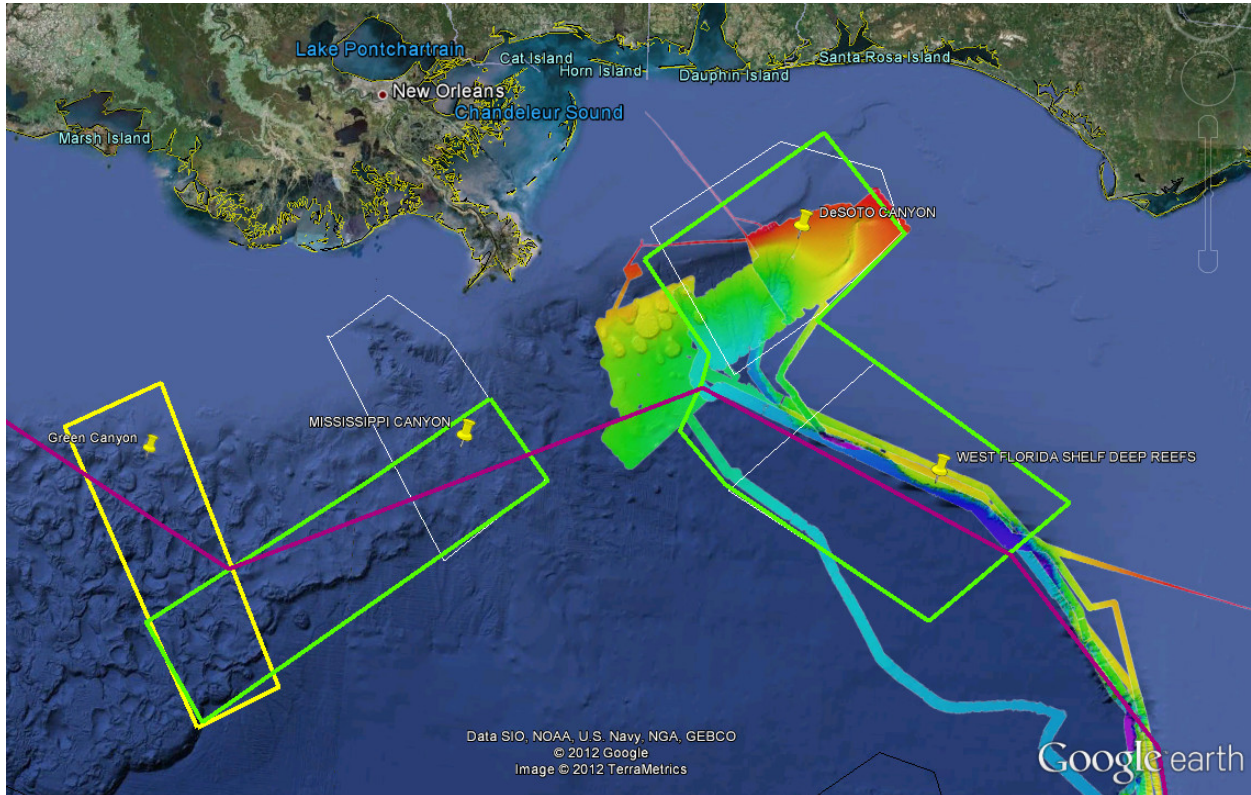 Lake Pontchartrain
Cat Island
Horn Island
Santa Rosa Island
Dauphin Island
New Orleans
Chandeleur Sound
Marsh Island
DeSOTO CANYON
MISSISSIPPI CANYON
Green Canyon
WEST FLORIDA SHELF DEEP REEFS
Data SIO, NOAA, U.S. Navy, NGA, GEBCO
© 2012 Google
Image © 2012 TerraMetrics
Google earth